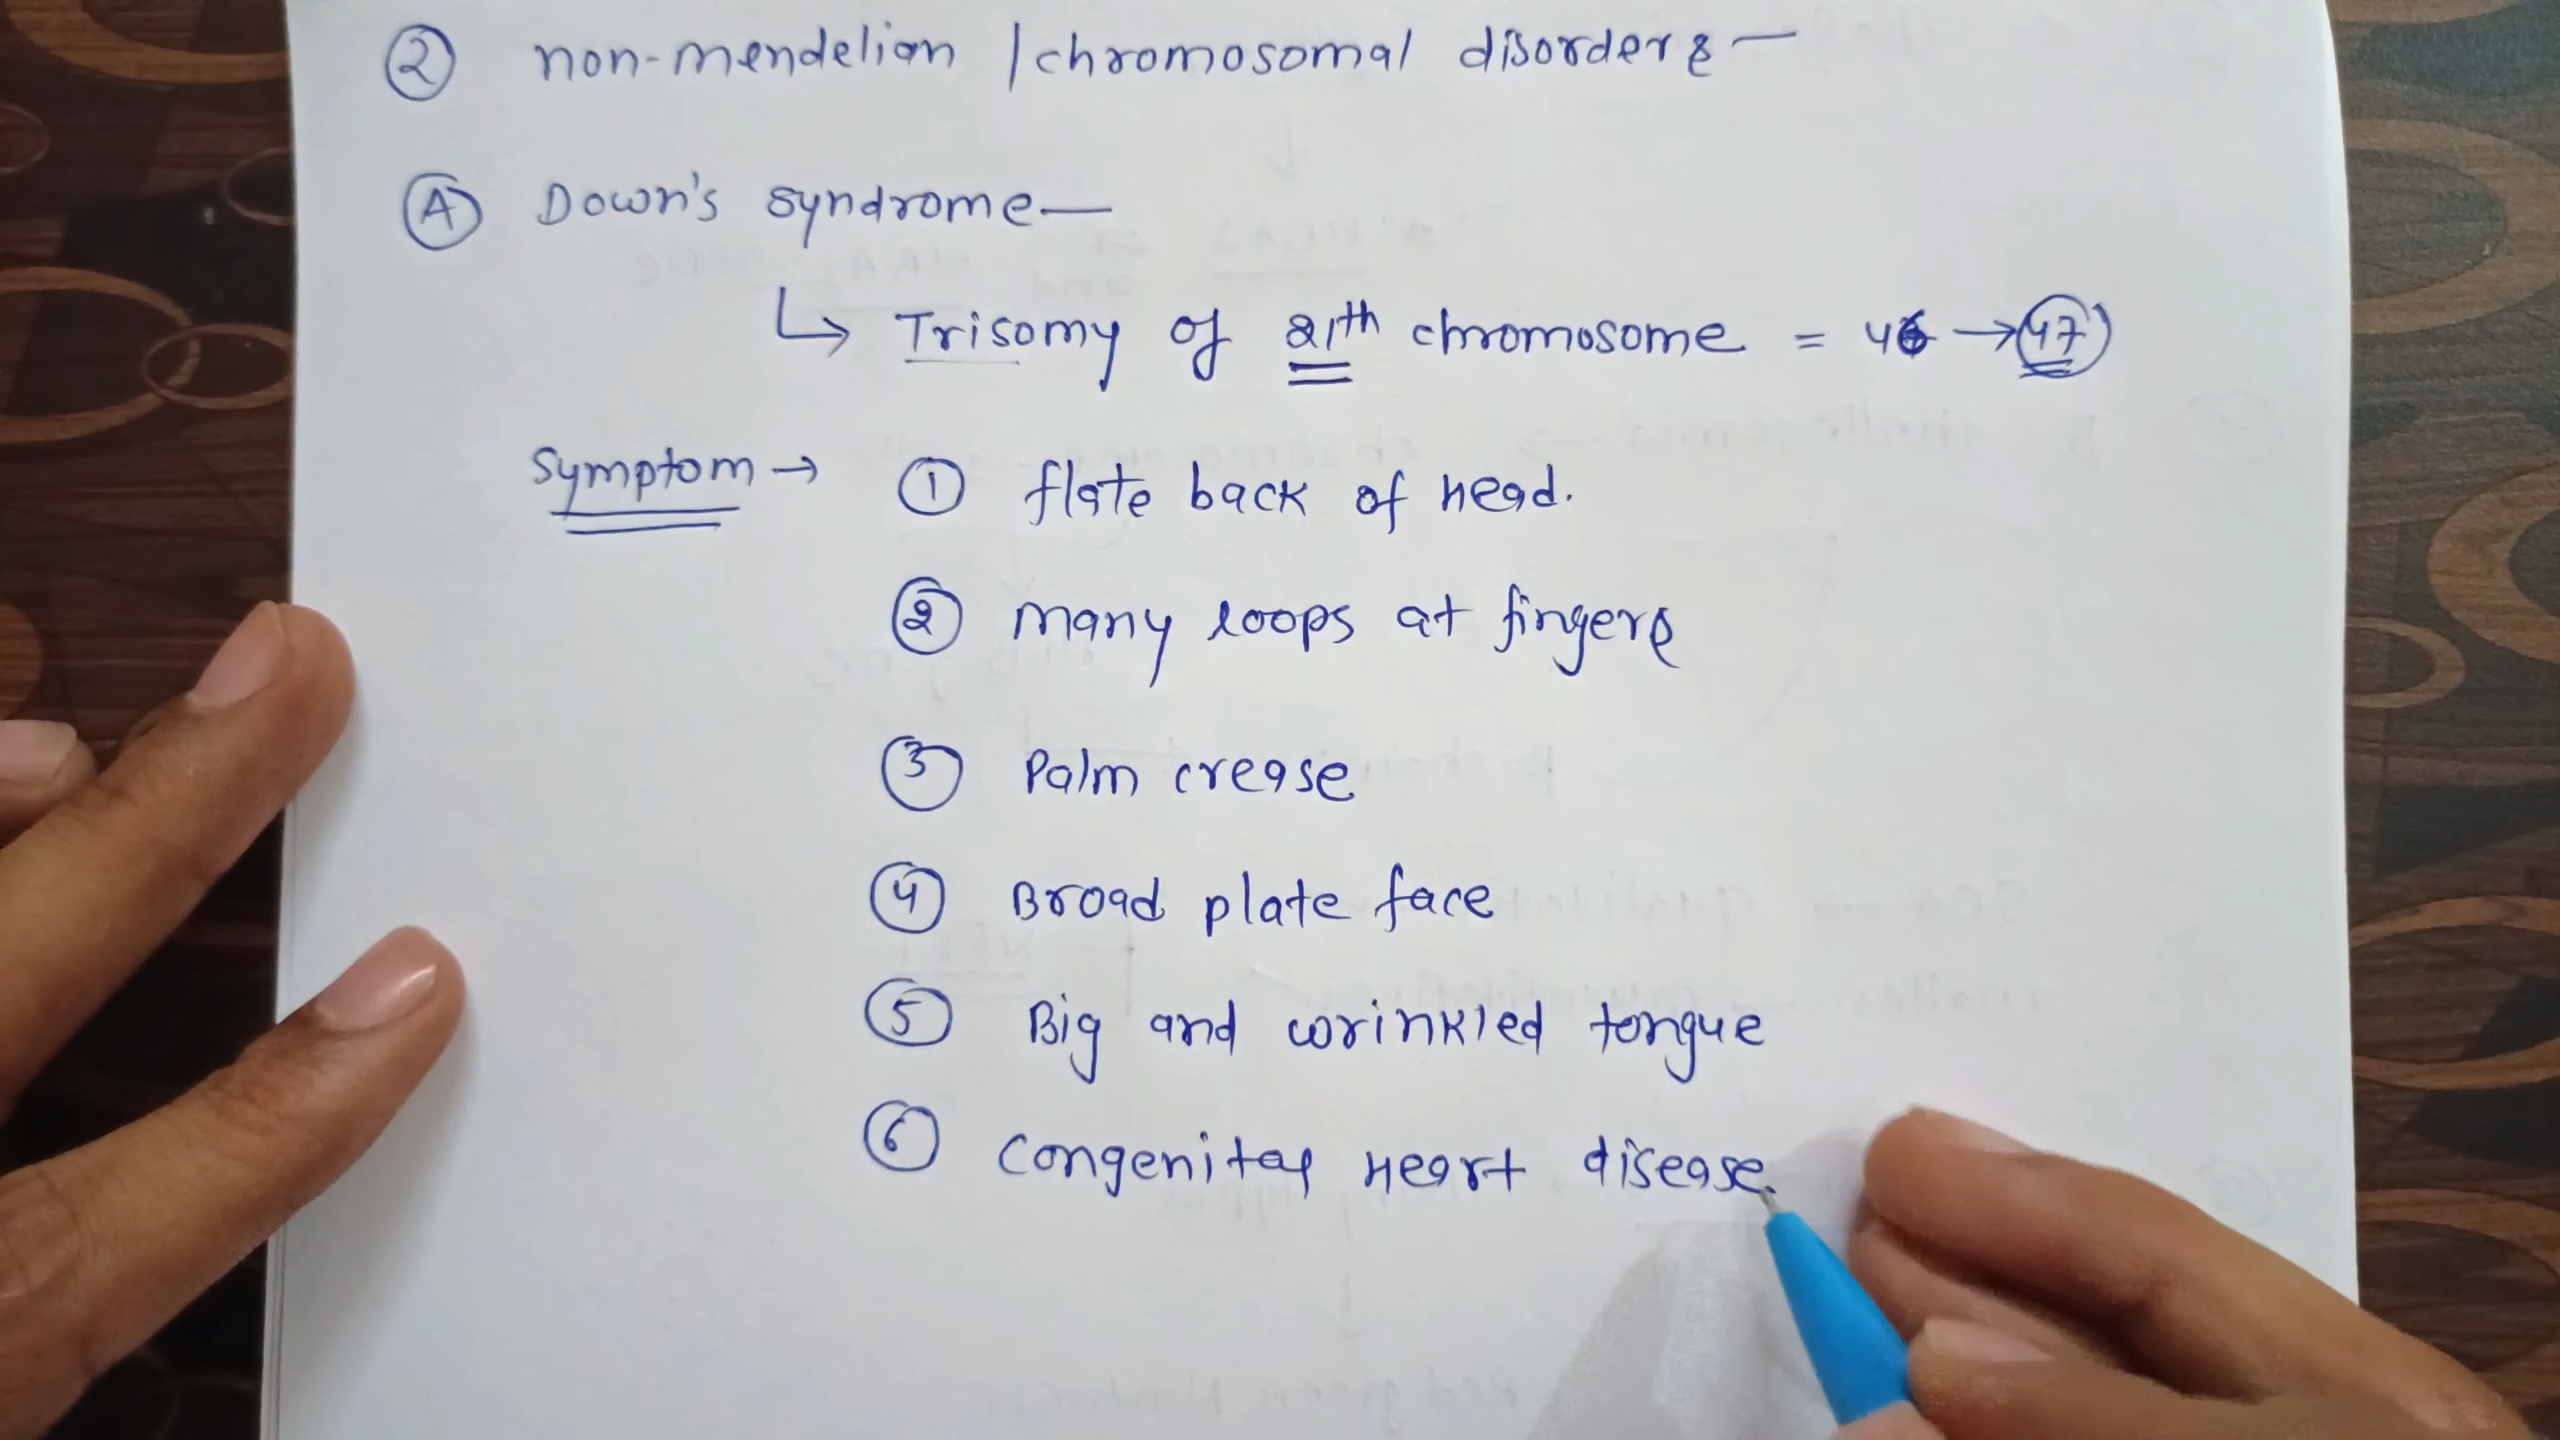 ② non-mendelian / chromosomal disorders —
Ⓐ Down's syndrome —
↳ Trisomy of 21th chromosome = 46 → 47
Symptom → ① flate back of head.
② many loops at fingers
③ Palm crease
④ Broad plate face
⑤ Big and wrinkled tongue
⑥ Congenital Heart disease.